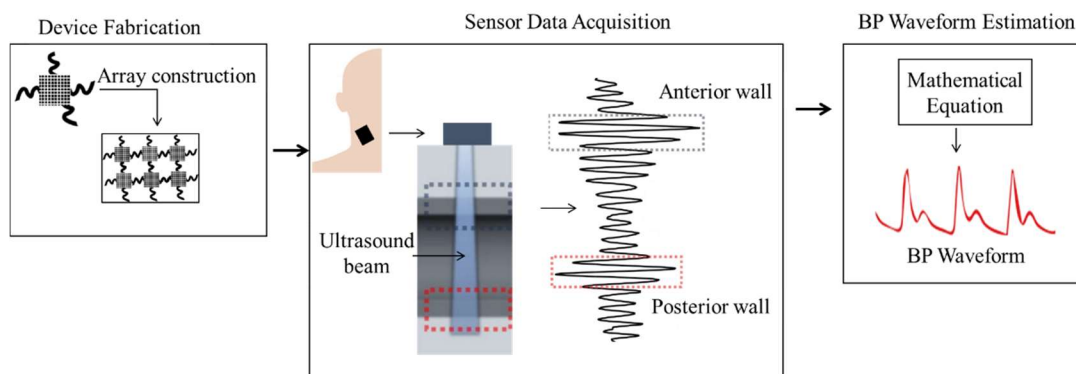 Device Fabrication
Array construction
Sensor Data Acquisition
Anterior wall
Ultrasound
beam
Posterior wall
BP Waveform Estimation
Mathematical
Equation
BP Waveform